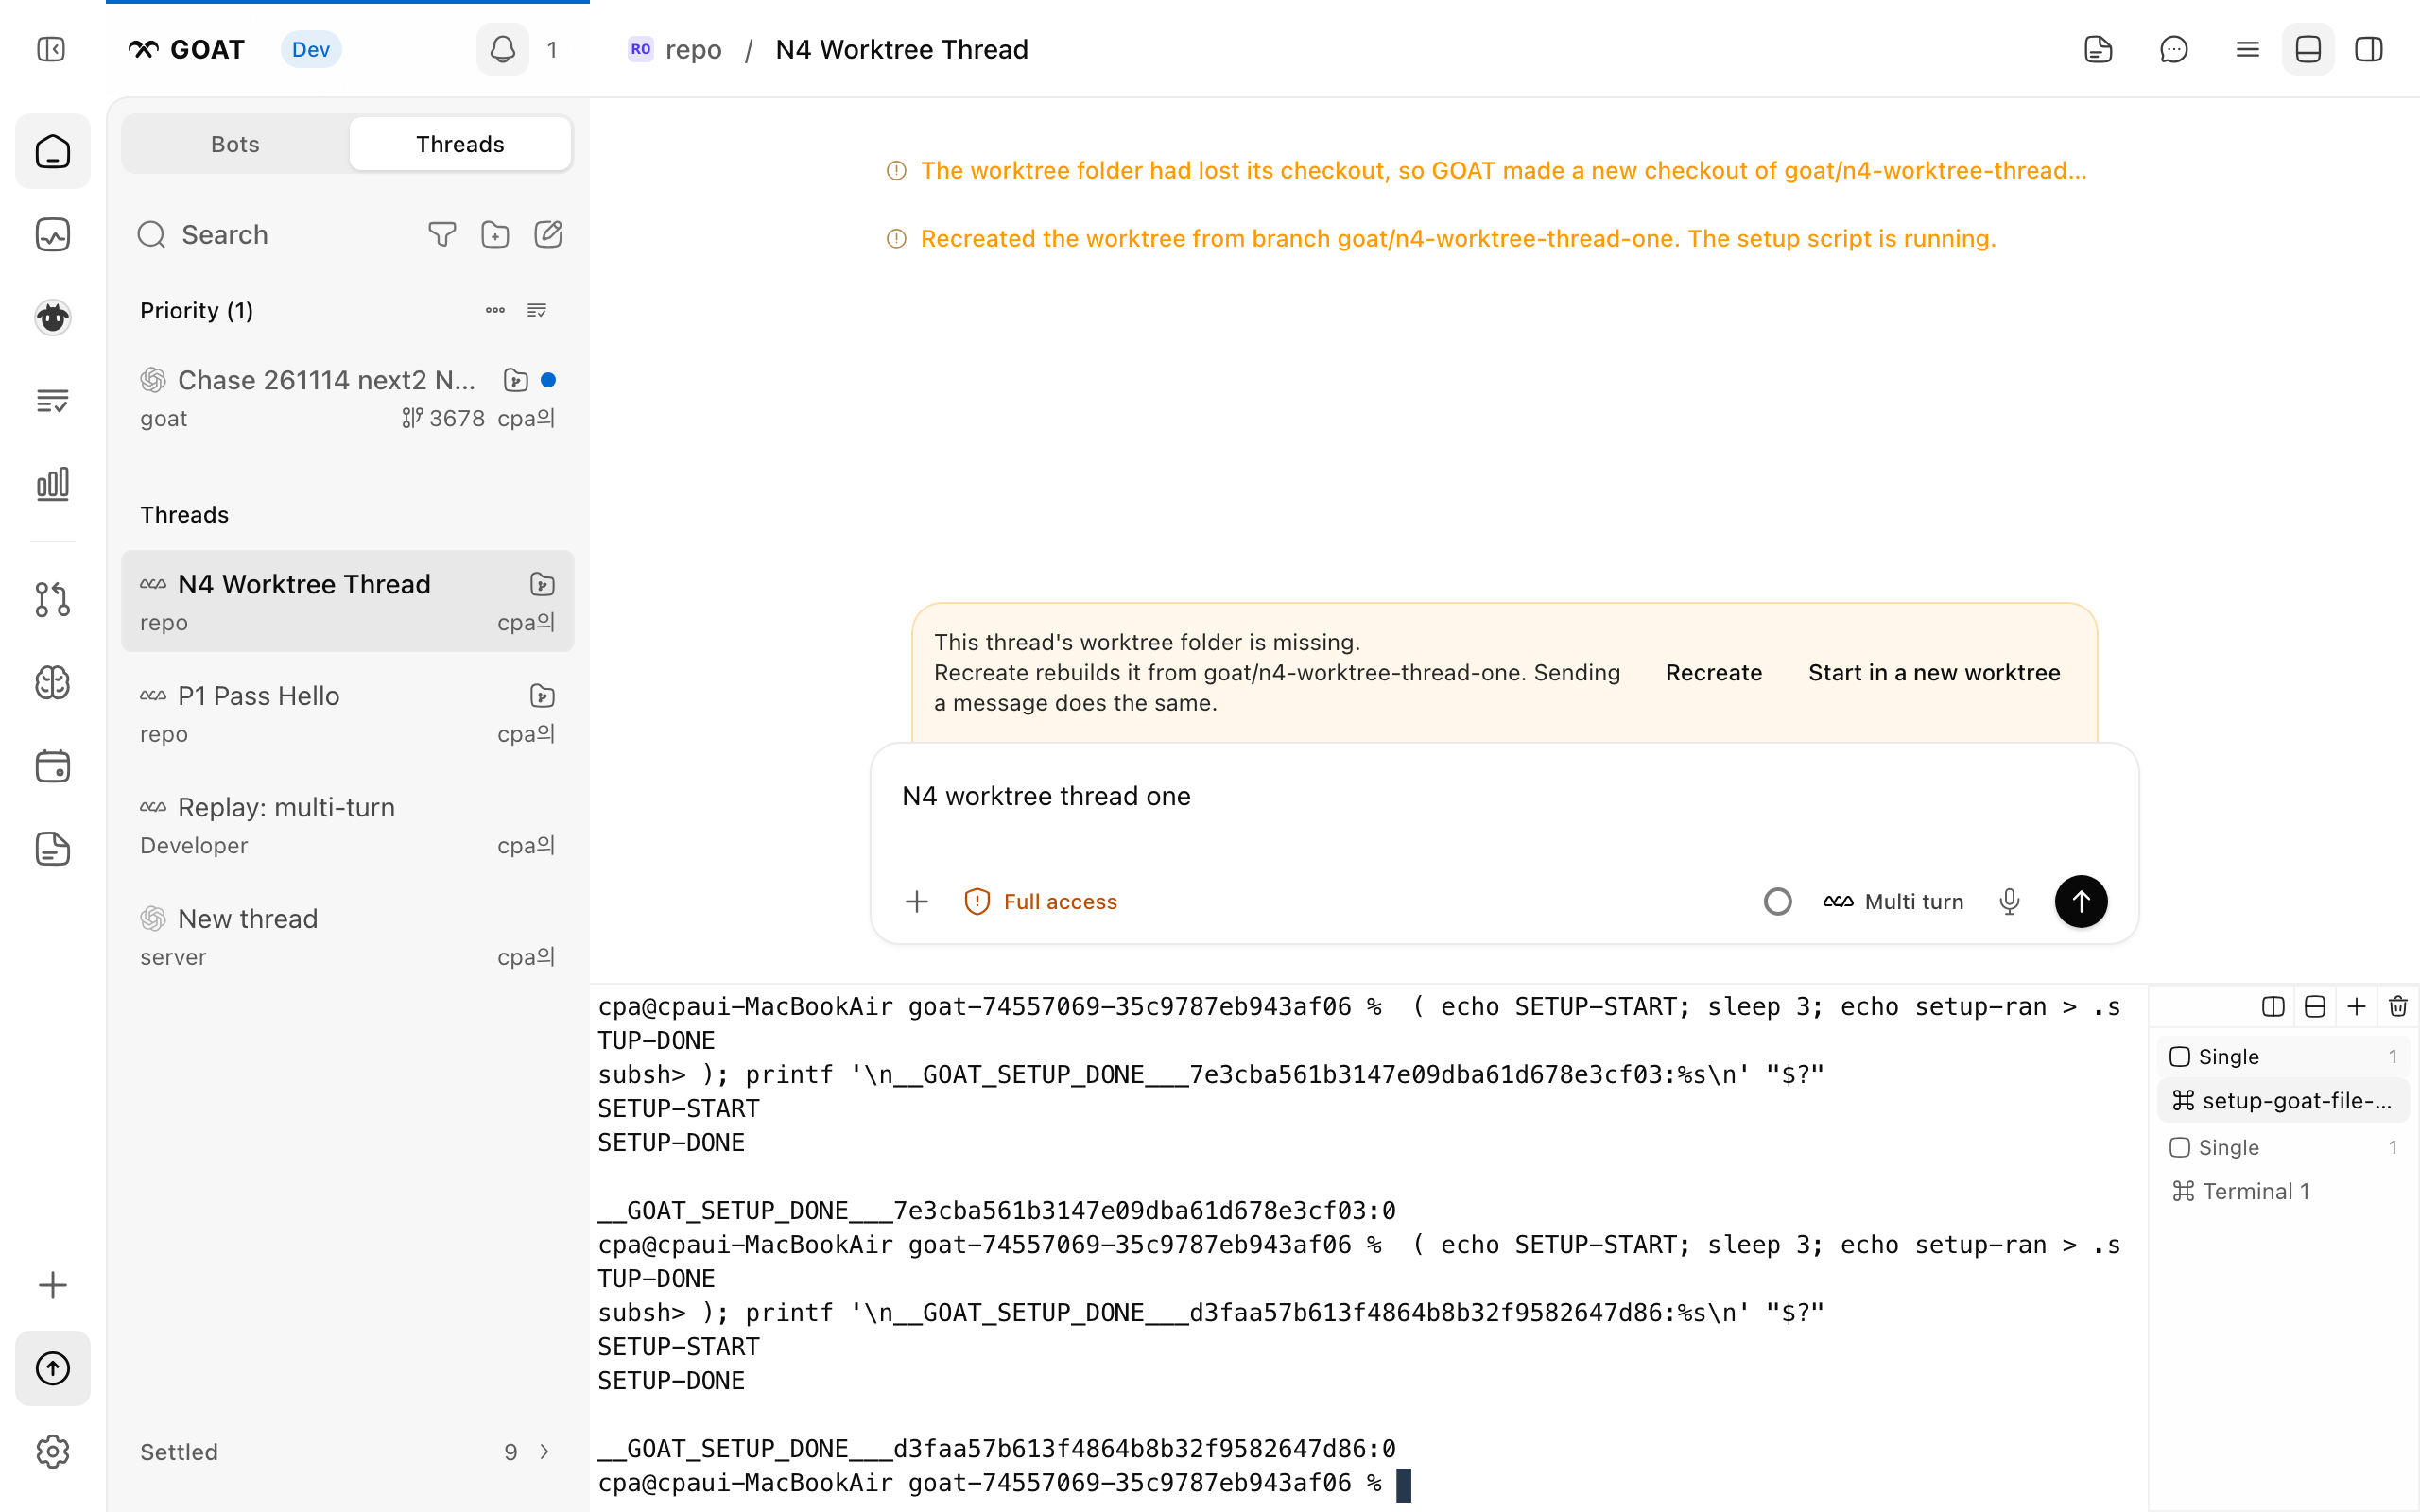 GOAT
Dev
1
RO repo / N4 Worktree Thread
Bots
Threads
Search
Priority (1)
Chase 261114 next2 N...
goat
3678 cpa의
Threads
N4 Worktree Thread
repo
cpa의
P1 Pass Hello
repo
cpa의
Replay: multi-turn
Developer
cpa의
New thread
server
cpa의
Settled
9
The worktree folder had lost its checkout, so GOAT made a new checkout of goat/n4-worktree-thread...
Recreated the worktree from branch goat/n4-worktree-thread-one. The setup script is running.
This thread's worktree folder is missing.
Recreate rebuilds it from goat/n4-worktree-thread-one. Sending
a message does the same.
Recreate
Start in a new worktree
N4 worktree thread one
Full access
Multi turn
cpa@cpaui-MacBookAir goat-74557069-35c9787eb943af06 %  ( echo SETUP-START; sleep 3; echo setup-ran > .s
TUP-DONE
subsh> ); printf '\n__GOAT_SETUP_DONE___7e3cba561b3147e09dba61d678e3cf03:%s\n' "$?"
SETUP-START
SETUP-DONE
__GOAT_SETUP_DONE___7e3cba561b3147e09dba61d678e3cf03:0
cpa@cpaui-MacBookAir goat-74557069-35c9787eb943af06 %  ( echo SETUP-START; sleep 3; echo setup-ran > .s
TUP-DONE
subsh> ); printf '\n__GOAT_SETUP_DONE___d3faa57b613f4864b8b32f9582647d86:%s\n' "$?"
SETUP-START
SETUP-DONE
__GOAT_SETUP_DONE___d3faa57b613f4864b8b32f9582647d86:0
cpa@cpaui-MacBookAir goat-74557069-35c9787eb943af06 %
Single 1
setup-goat-file-...
Single 1
Terminal 1